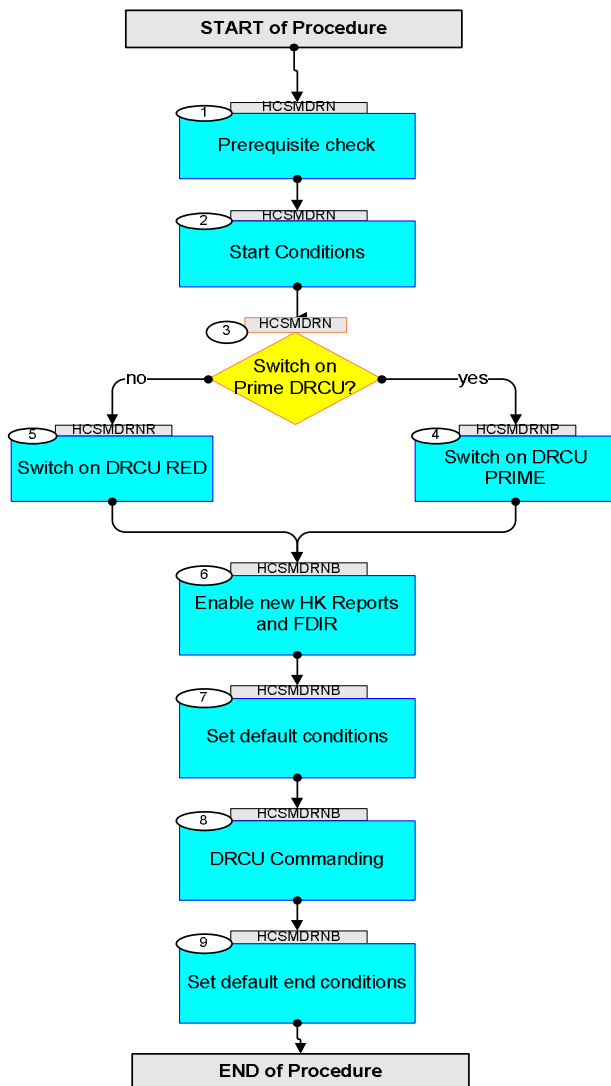 START of Procedure
HCSMDRN
1
Prerequisite check
HCSMDRN
2
Start Conditions
HCSMDRN
3
Switch on
Prime DRCU?
no
yes
HCSMDRNR
5
Switch on DRCU RED
HCSMDRNP
4
Switch on DRCU
PRIME
HCSMDRNB
6
Enable new HK Reports
and FDIR
HCSMDRNB
7
Set default conditions
HCSMDRNB
8
DRCU Commanding
HCSMDRNB
9
Set default end conditions
END of Procedure